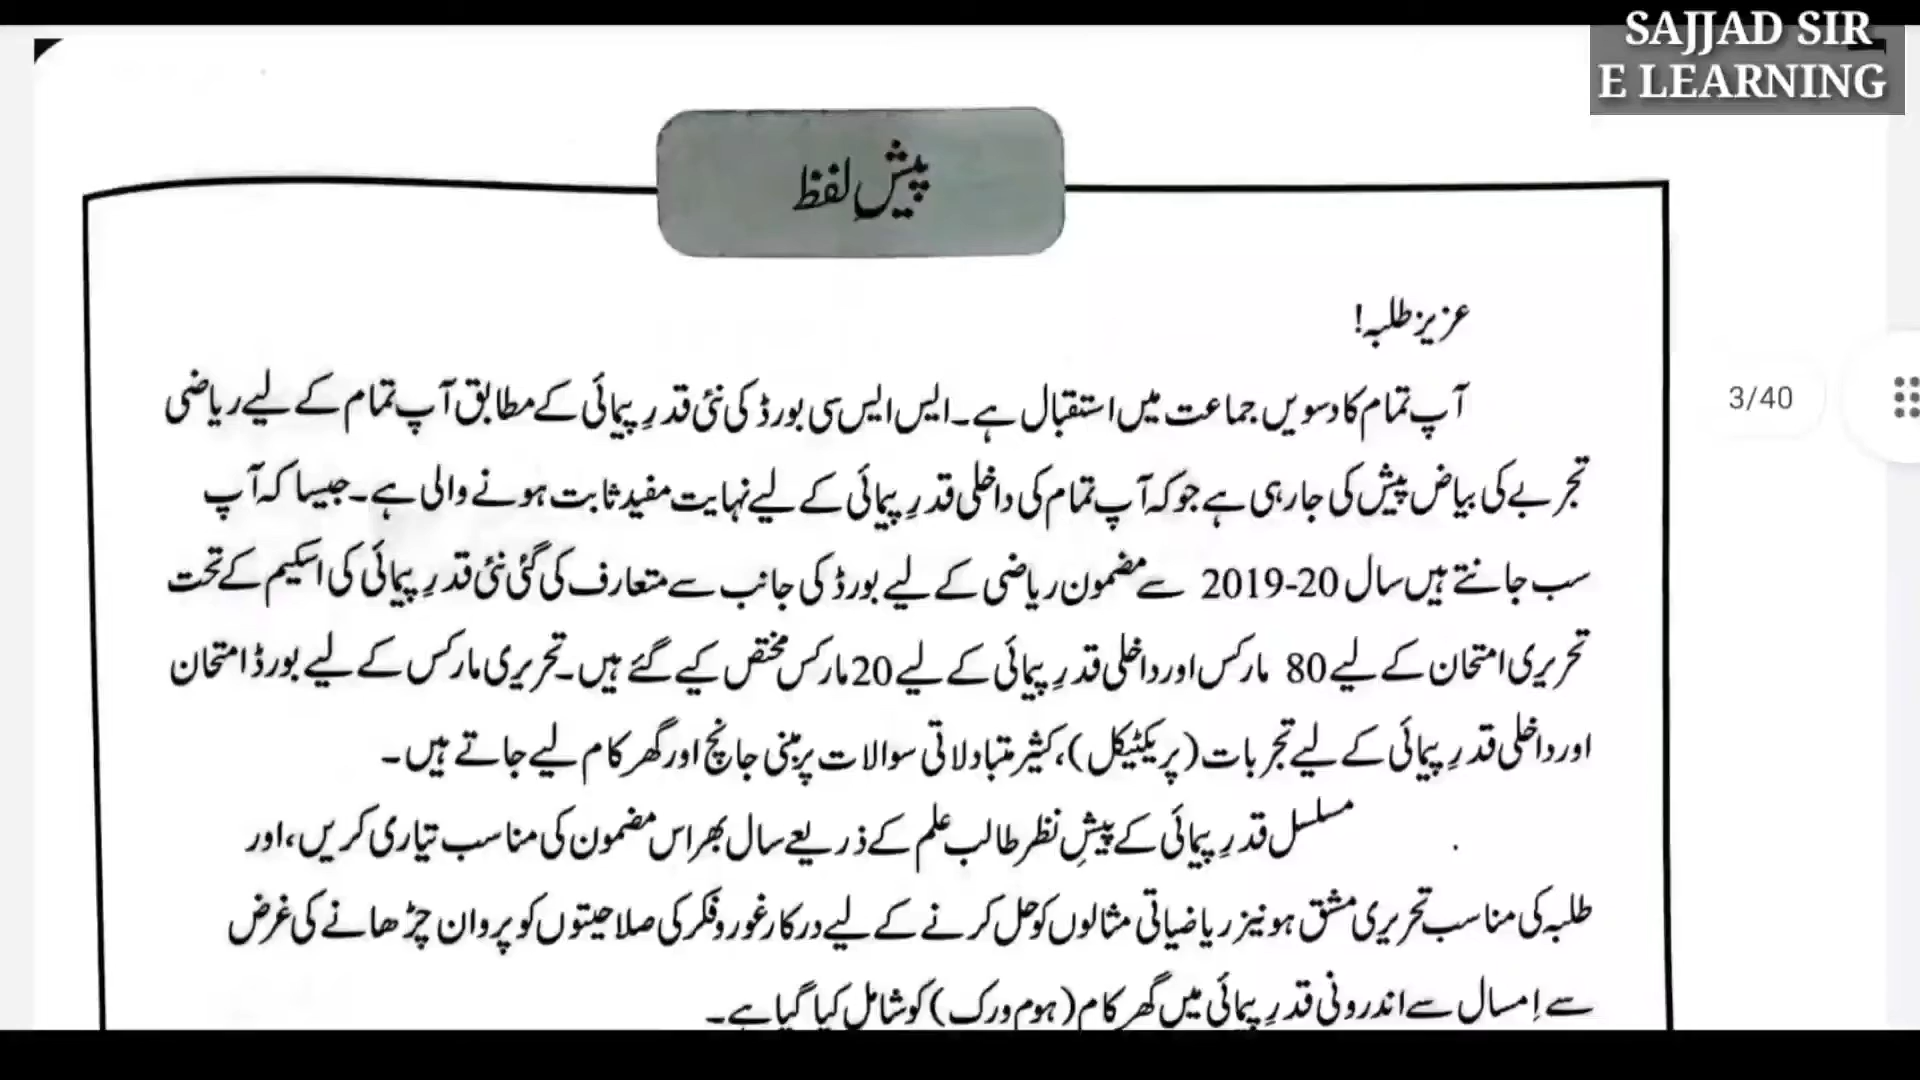 SAJJAD SIR
E LEARNING
پیشِ لفظ
عزیز طلبہ!
آپ تمام کا دسویں جماعت میں استقبال ہے۔ ایس ایس سی بورڈ کی نئی قدرِ پیمائی کے مطابق آپ تمام کے لیے ریاضی
3/40
تجربے کی بیاض پیش کی جارہی ہے جو کہ آپ تمام کی داخلی قدرِ پیمائی کے لیے نہایت مفید ثابت ہونے والی ہے۔ جیسا کہ آپ
سب جانتے ہیں سال 20-2019 سے مضمون ریاضی کے لیے بورڈ کی جانب سے متعارف کی گئی نئی قدرِ پیمائی کی اسکیم کے تحت
تحریری امتحان کے لیے 80 مارکس اور داخلی قدرِ پیمائی کے لیے 20 مارکس مختص کیے گئے ہیں۔ تحریری مارکس کے لیے بورڈ امتحان
اور داخلی قدرِ پیمائی کے لیے تجربات (پریکٹیکل)، کثیر متبادلاتی سوالات پر مبنی جانچ اور گھر کام لیے جاتے ہیں۔
مسلسل قدرِ پیمائی کے پیشِ نظر طالب علم کے ذریعے سال بھر اس مضمون کی مناسب تیاری کریں، اور
طلبہ کی مناسب تحریری مشق ہو نیز ریاضیاتی مثالوں کو حل کرنے کے لیے درکار غور و فکر کی صلاحیتوں کو پروان چڑھانے کی غرض
سے اِمسال سے اندرونی قدرِ پیمائی میں گھر کام (ہوم ورک) کو شامل کیا گیا ہے۔